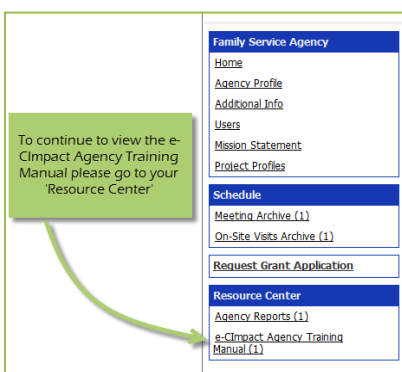 Family Service Agency
Home
Agency Profile
Additional Info
Users
Mission Statement
Project Profiles
To continue to view the e-
CImpact Agency Training
Manual please go to your
'Resource Center'
Schedule
Meeting Archive (1)
On-Site Visits Archive (1)
Request Grant Application
Resource Center
Agency Reports (1)
e-CImpact Agency Training
Manual (1)